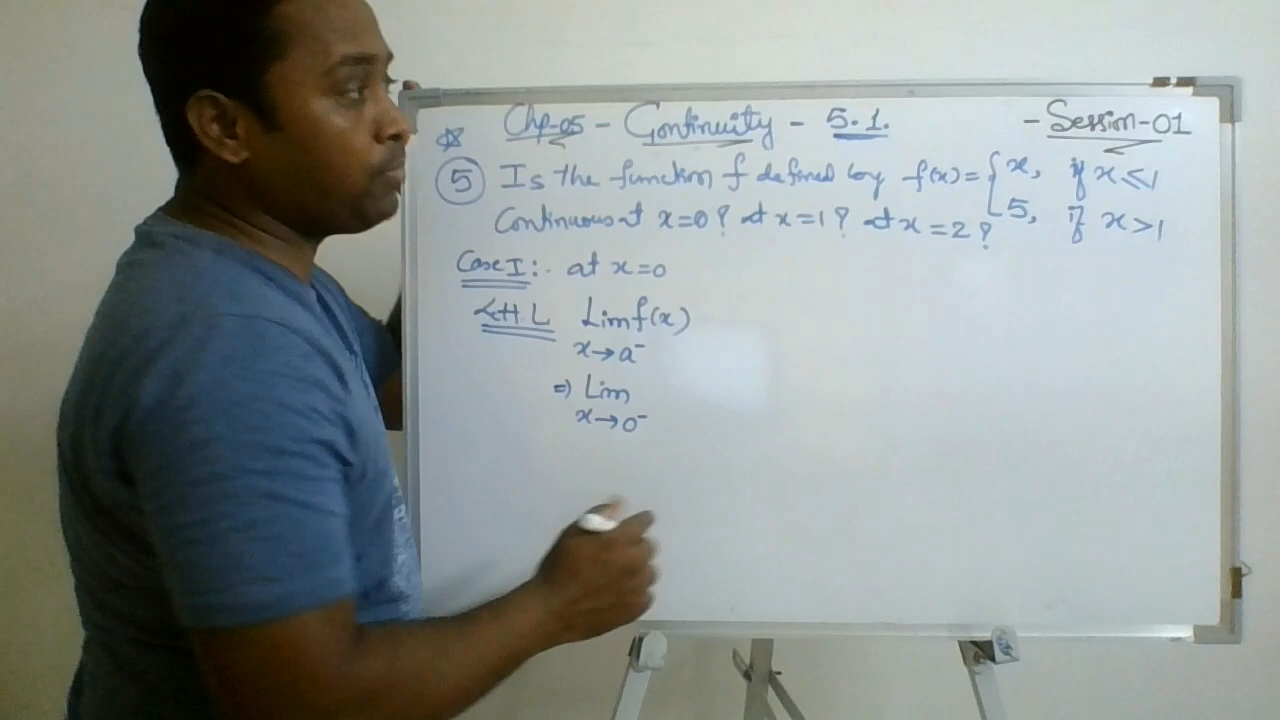 ☆ Chp-05 - Continuity - 5.1. - Session-01
(5) Is the function f defined by f(x) = { x, if x ≤ 1
Continuous at x=0? at x=1? at x=2? 5, if x > 1
Case I:- at x=0
L.H.L Lim f(x)
x→a⁻
⇒ Lim
x→0⁻